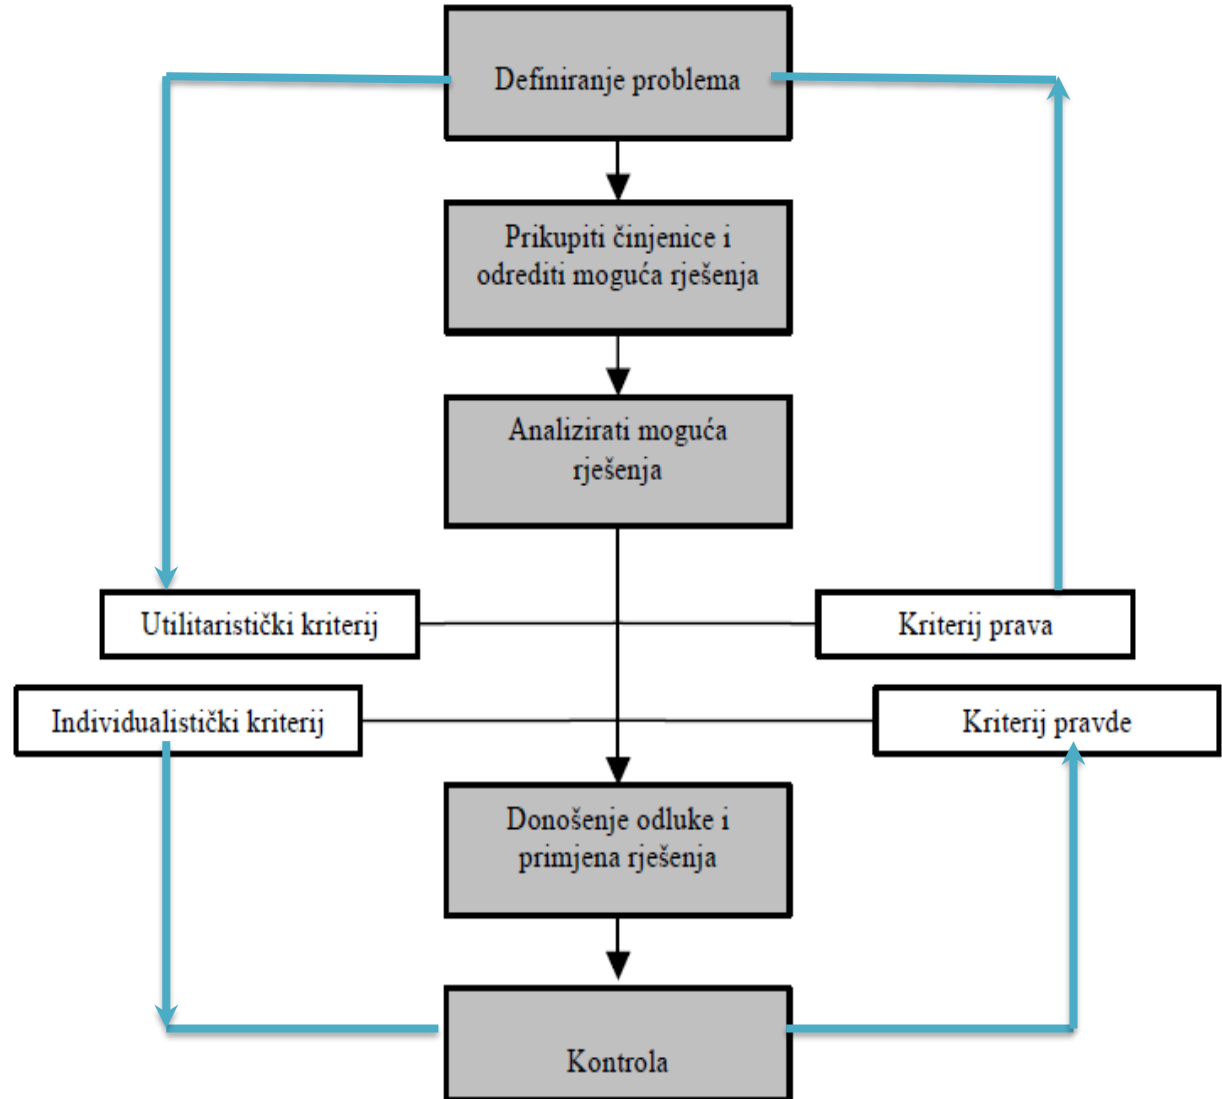 Definiranje problema
Prikupiti činjenice i
odrediti moguća rješenja
Analizirati moguća
rješenja
Utilitaristički kriterij
Kriterij prava
Individualistički kriterij
Kriterij pravde
Donošenje odluke i
primjena rješenja
Kontrola